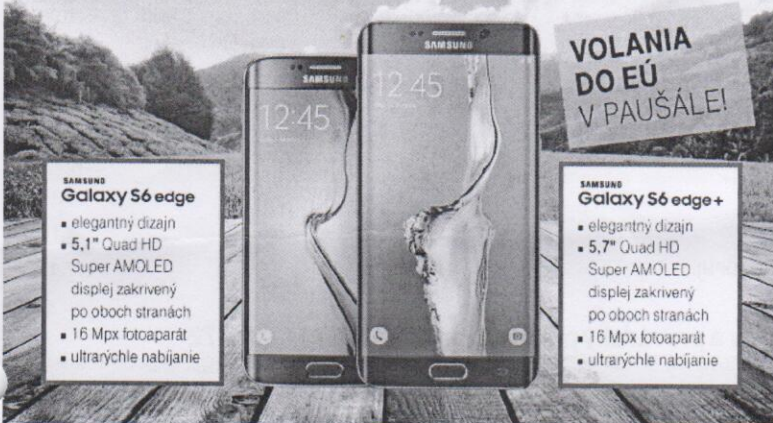 VOLANIA
DO EÚ
V PAUŠÁLE!
SAMSUNG
12:45
SAMSUNG
12:45
SAMSUNG
Galaxy S6 edge
▪ elegantný dizajn
▪ 5,1" Quad HD
Super AMOLED
displej zakrivený
po oboch stranách
▪ 16 Mpx fotoaparát
▪ ultrarýchle nabíjanie
SAMSUNG
Galaxy S6 edge+
▪ elegantný dizajn
▪ 5,7" Quad HD
Super AMOLED
displej zakrivený
po oboch stranách
▪ 16 Mpx fotoaparát
▪ ultrarýchle nabíjanie